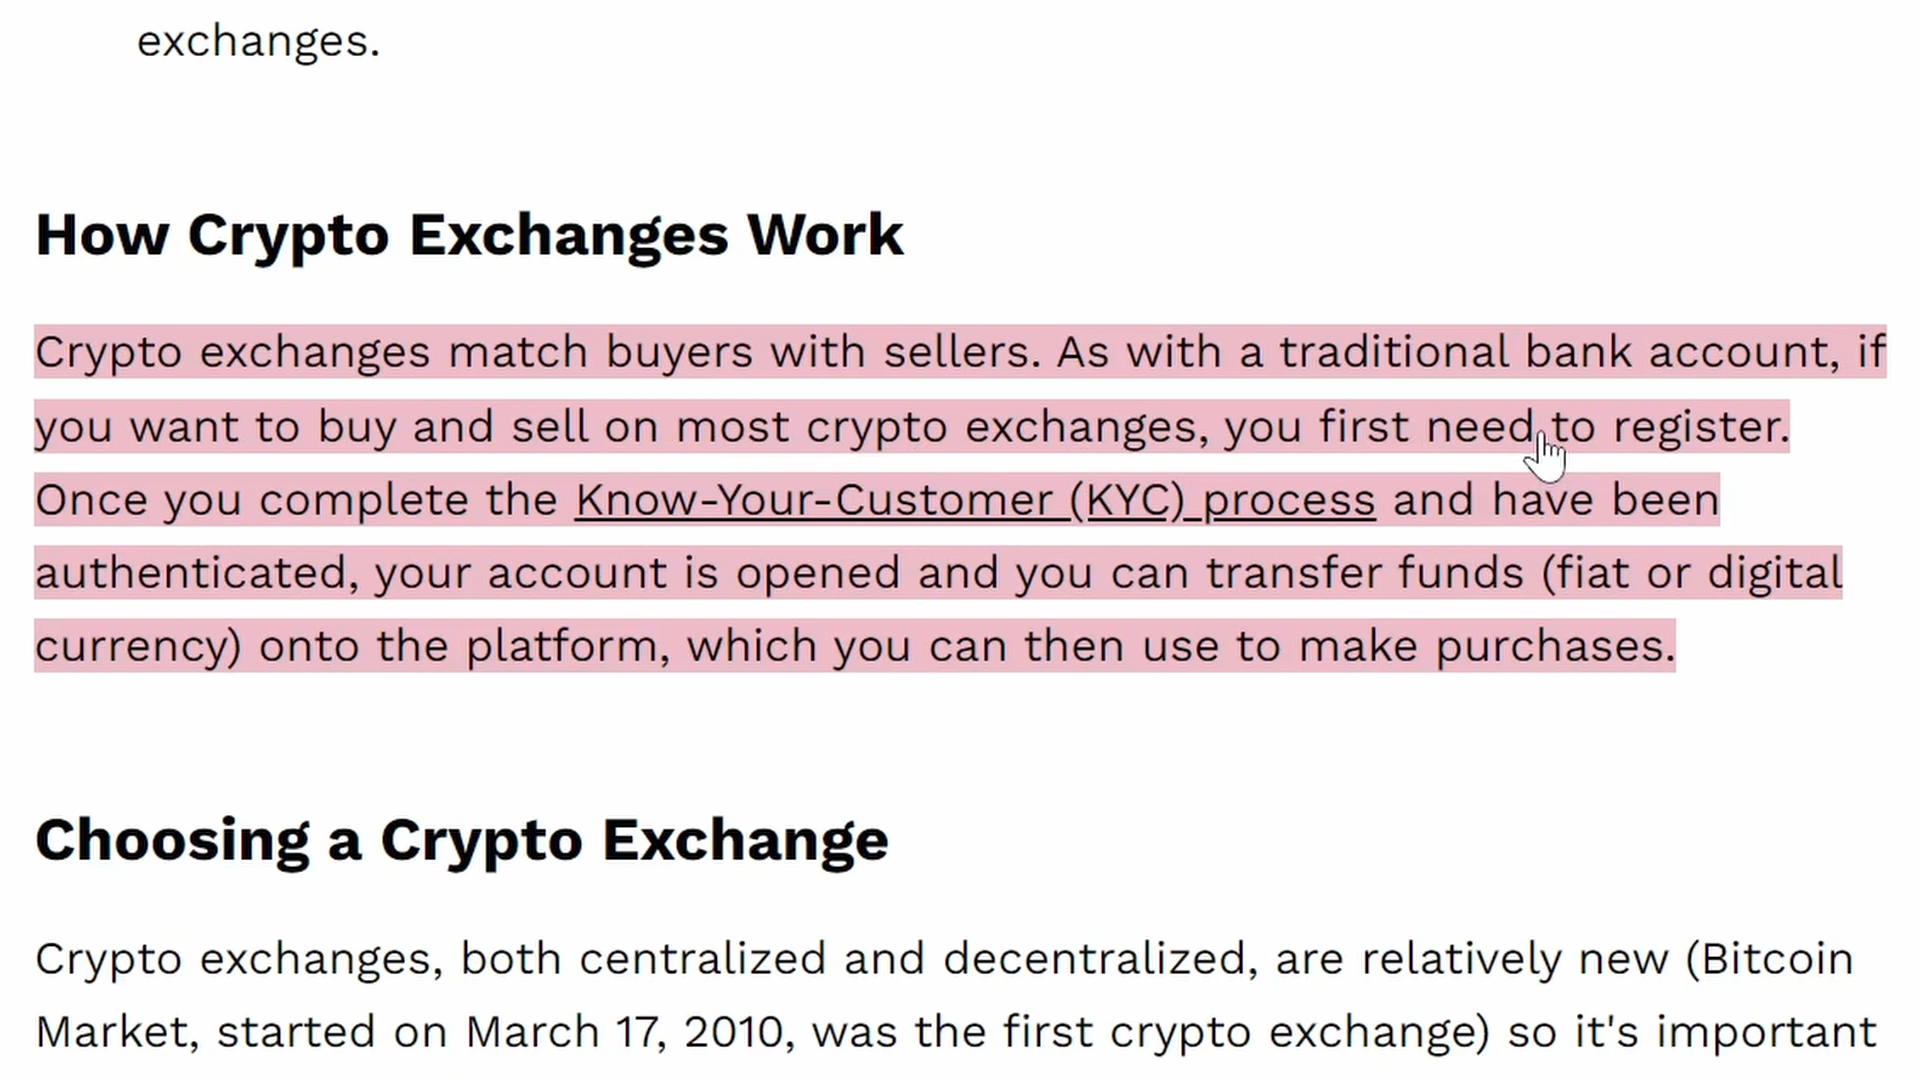 exchanges.
How Crypto Exchanges Work
Crypto exchanges match buyers with sellers. As with a traditional bank account, if
you want to buy and sell on most crypto exchanges, you first need to register.
Once you complete the Know-Your-Customer (KYC) process and have been
authenticated, your account is opened and you can transfer funds (fiat or digital
currency) onto the platform, which you can then use to make purchases.
Choosing a Crypto Exchange
Crypto exchanges, both centralized and decentralized, are relatively new (Bitcoin
Market, started on March 17, 2010, was the first crypto exchange) so it's important